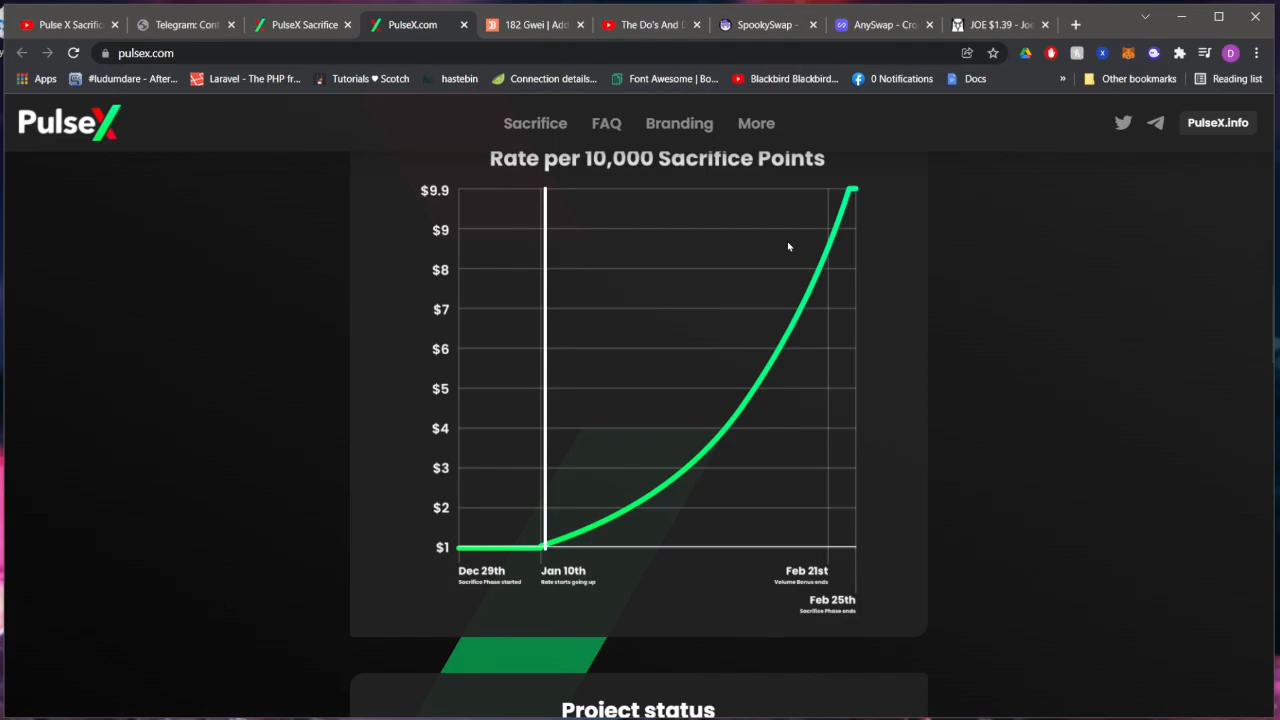 Pulse X Sacrific
Telegram: Cont
PulseX Sacrifice
PulseX.com
182 Gwei | Add
The Do's And D
SpookySwap -
AnySwap - Cro
JOE $1.39 - Joe
pulsex.com
Apps
#ludumdare - After...
Laravel - The PHP fr...
Tutorials ♥ Scotch
hastebin
Connection details...
Font Awesome | Bo...
Blackbird Blackbird...
0 Notifications
Docs
»
Other bookmarks
Reading list
PulseX
Sacrifice
FAQ
Branding
More
PulseX.info
Rate per 10,000 Sacrifice Points
$9.9
$9
$8
$7
$6
$5
$4
$3
$2
$1
Dec 29th
Sacrifice Phase started
Jan 10th
Rate starts going up
Feb 21st
Volume Bonus ends
Feb 25th
Sacrifice Phase ends
Project status